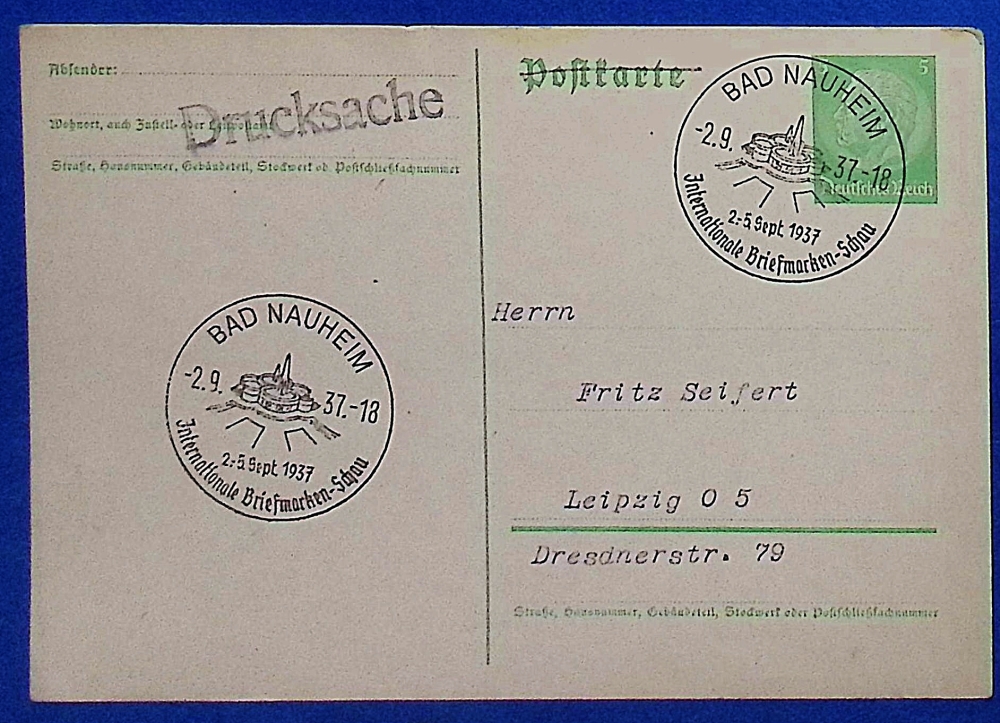 Absender:
Wohnort, auch Zustell- oder
Drucksache
Straße, Hausnummer, Gebäudeteil, Stockwerk od. Postschließfachnummer
Postkarte
5
Deutsches Reich
BAD NAUHEIM
-2.9. 37.-18
2.-5. Sept. 1937
Internationale Briefmarken-Schau
BAD NAUHEIM
-2.9. 37.-18
2.-5. Sept. 1937
Internationale Briefmarken-Schau
Herrn
Fritz Seifert
Leipzig O 5
Dresdnerstr. 79
Straße, Hausnummer, Gebäudeteil, Stockwerk oder Postschließfachnummer